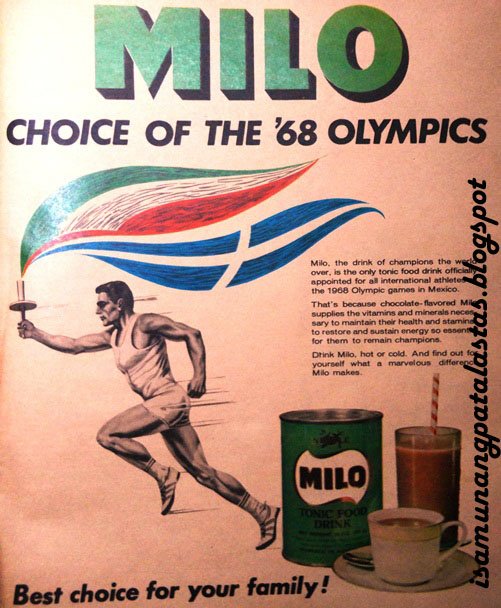 MILO
CHOICE OF THE '68 OLYMPICS
Milo, the drink of champions the world
over, is the only tonic food drink officially
appointed for all international athletes
the 1968 Olympic games in Mexico.
That's because chocolate-flavored Milo
supplies the vitamins and minerals neces-
sary to maintain their health and stamina
to restore and sustain energy so essential
for them to remain champions.
Drink Milo, hot or cold. And find out for
yourself what a marvelous difference
Milo makes.
MILO
TONIC FOOD
DRINK
Best choice for your family!
isamunangpatalastas.blogspot